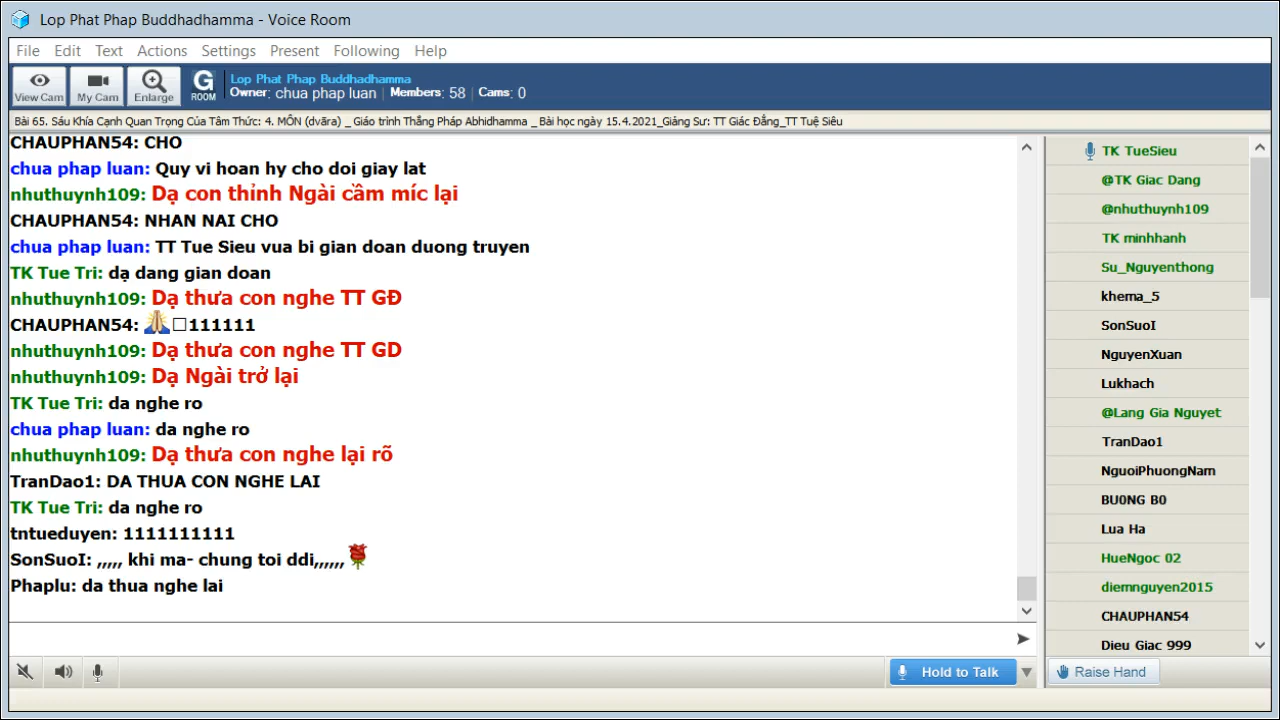 Lop Phat Phap Buddhadhamma - Voice Room
File Edit Text Actions Settings Present Following Help
View Cam My Cam Enlarge G ROOM
Lop Phat Phap Buddhadhamma
Owner: chua phap luan Members: 58 Cams: 0
Bài 65. Sáu Khía Cạnh Quan Trọng Của Tâm Thức: 4. MÔN (dvāra) _ Giáo trình Thắng Pháp Abhidhamma _ Bài học ngày 15.4.2021_Giảng Sư: TT Giác Đẳng_TT Tuệ Siêu
CHAUPHAN54: CHO
chua phap luan: Quy vi hoan hy cho doi giay lat
nhuthuynh109: Dạ con thỉnh Ngài cầm míc lại
CHAUPHAN54: NHAN NAI CHO
chua phap luan: TT Tue Sieu vua bi gian doan duong truyen
TK Tue Tri: dạ dang gian doan
nhuthuynh109: Dạ thưa con nghe TT GĐ
CHAUPHAN54: 🙏□111111
nhuthuynh109: Dạ thưa con nghe TT GD
nhuthuynh109: Dạ Ngài trở lại
TK Tue Tri: da nghe ro
chua phap luan: da nghe ro
nhuthuynh109: Dạ thưa con nghe lại rõ
TranDao1: DA THUA CON NGHE LAI
TK Tue Tri: da nghe ro
tntueduyen: 1111111111
SonSuoI: ,,,,, khi ma- chung toi ddi,,,,,,🌹
Phaplu: da thua nghe lai
TK TueSieu
@TK Giac Dang
@nhuthuynh109
TK minhhanh
Su_Nguyenthong
khema_5
SonSuoI
NguyenXuan
Lukhach
@Lang Gia Nguyet
TranDao1
NguoiPhuongNam
BU0NG B0
Lua Ha
HueNgoc 02
diemnguyen2015
CHAUPHAN54
Dieu Giac 999
Hold to Talk
Raise Hand